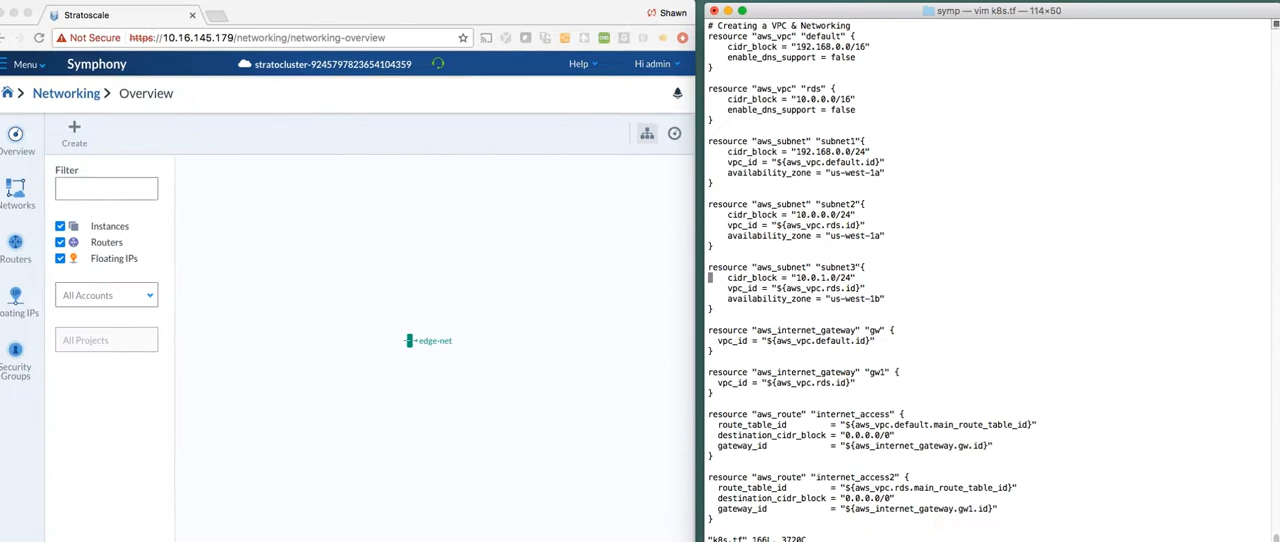 Stratoscale
Shawn
Not Secure https://10.16.145.179/networking/networking-overview
Menu
Symphony
stratocluster-9245797823654104359
Help
Hi admin
Networking > Overview
Overview
Networks
Routers
oating IPs
Security
Groups
Create
Filter
Instances
Routers
Floating IPs
All Accounts
All Projects
edge-net
symp — vim k8s.tf — 114×50
# Creating a VPC & Networking
resource "aws_vpc" "default" {
cidr_block = "192.168.0.0/16"
enable_dns_support = false
}
resource "aws_vpc" "rds" {
cidr_block = "10.0.0.0/16"
enable_dns_support = false
}
resource "aws_subnet" "subnet1"{
cidr_block = "192.168.0.0/24"
vpc_id = "${aws_vpc.default.id}"
availability_zone = "us-west-1a"
}
resource "aws_subnet" "subnet2"{
cidr_block = "10.0.0.0/24"
vpc_id = "${aws_vpc.rds.id}"
availability_zone = "us-west-1a"
}
resource "aws_subnet" "subnet3"{
cidr_block = "10.0.1.0/24"
vpc_id = "${aws_vpc.rds.id}"
availability_zone = "us-west-1b"
}
resource "aws_internet_gateway" "gw" {
vpc_id = "${aws_vpc.default.id}"
}
resource "aws_internet_gateway" "gw1" {
vpc_id = "${aws_vpc.rds.id}"
}
resource "aws_route" "internet_access" {
route_table_id = "${aws_vpc.default.main_route_table_id}"
destination_cidr_block = "0.0.0.0/0"
gateway_id = "${aws_internet_gateway.gw.id}"
}
resource "aws_route" "internet_access2" {
route_table_id = "${aws_vpc.rds.main_route_table_id}"
destination_cidr_block = "0.0.0.0/0"
gateway_id = "${aws_internet_gateway.gw1.id}"
}
"k8s.tf" 166L, 3720C